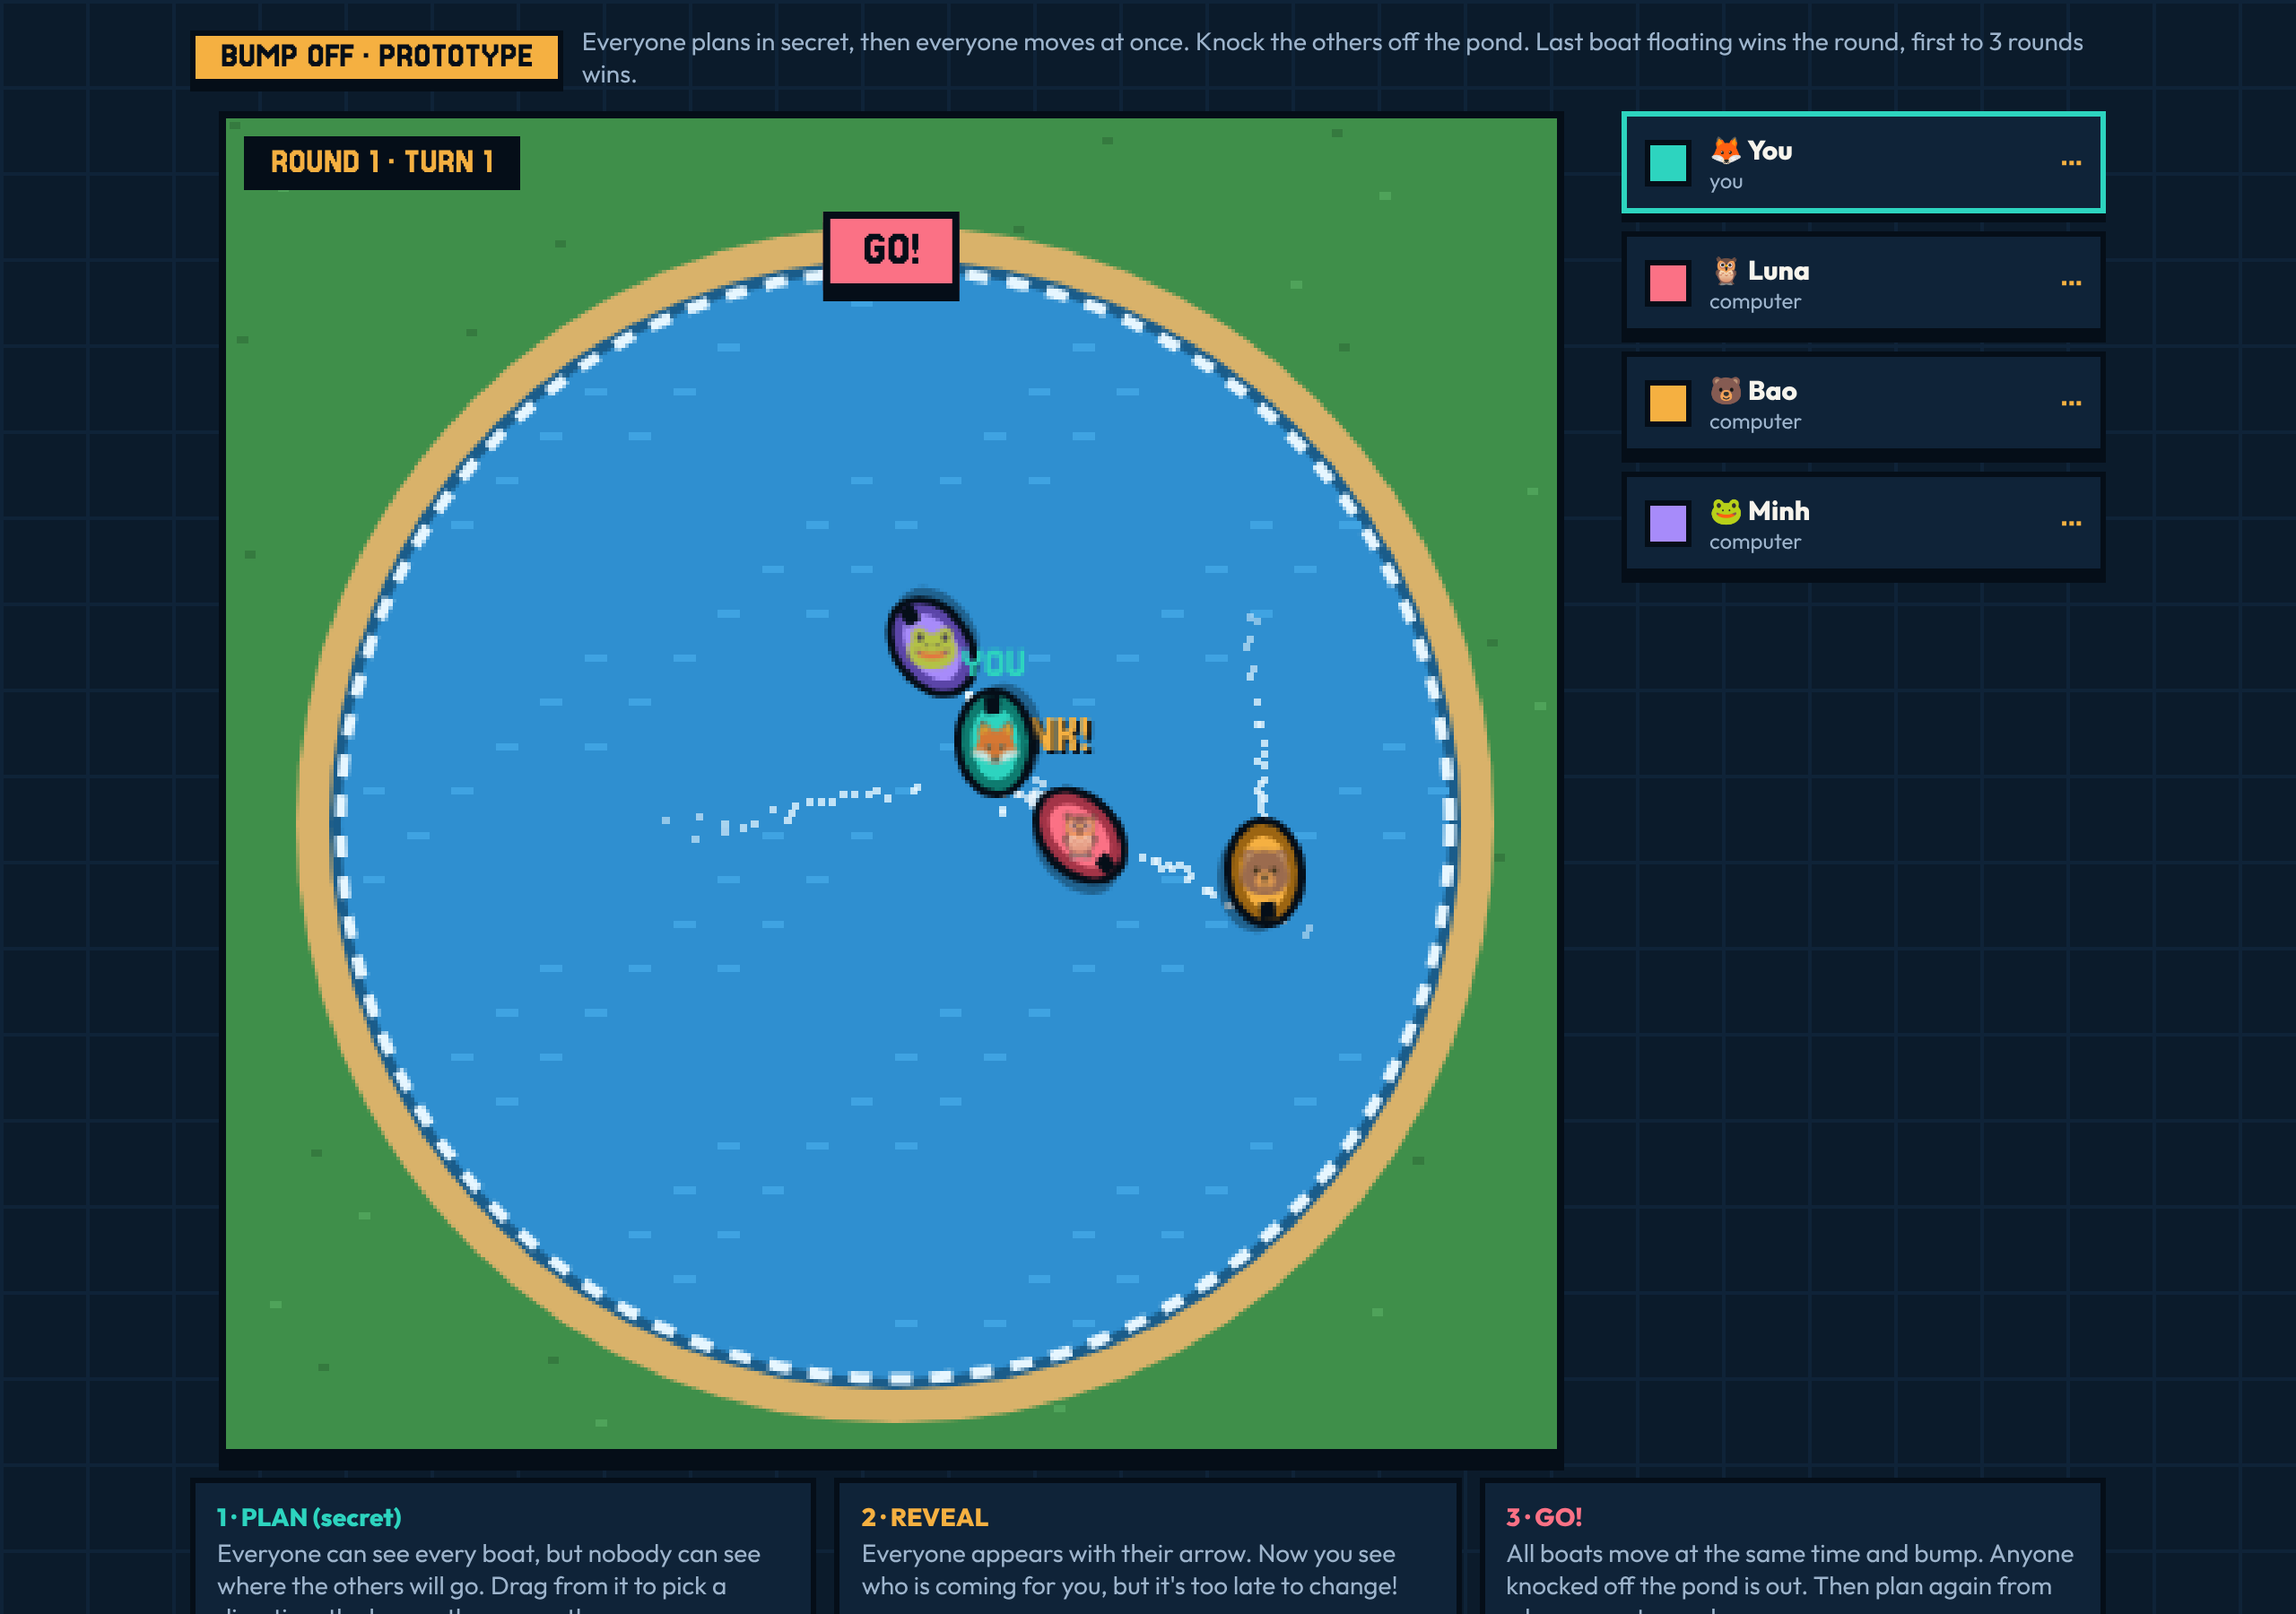 BUMP OFF · PROTOTYPE
Everyone plans in secret, then everyone moves at once. Knock the others off the pond. Last boat floating wins the round, first to 3 rounds
wins.
ROUND 1 · TURN 1
GO!
YOU
NK!
You
you
...
Luna
computer
...
Bao
computer
...
Minh
computer
...
1 · PLAN (secret)
Everyone can see every boat, but nobody can see
where the others will go. Drag from it to pick a
2 · REVEAL
Everyone appears with their arrow. Now you see
who is coming for you, but it's too late to change!
3 · GO!
All boats move at the same time and bump. Anyone
knocked off the pond is out. Then plan again from